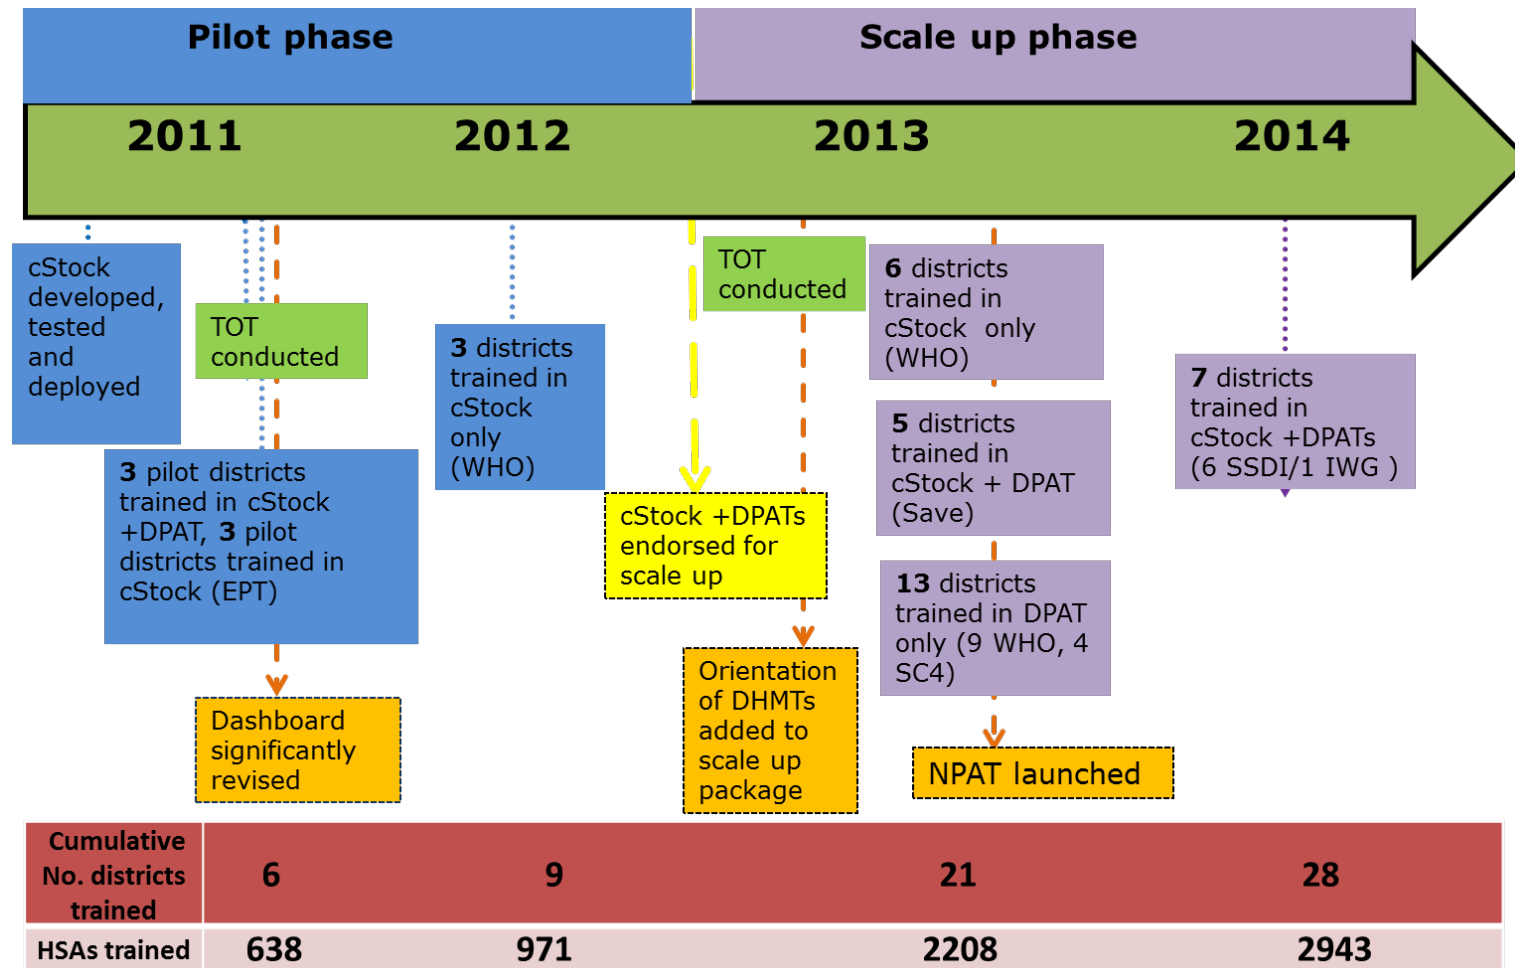 Pilot phase
Scale up phase
2011
2012
2013
2014
cStock
developed,
tested
and
deployed
TOT
conducted
3 pilot districts
trained in cStock
+DPAT, 3 pilot
districts trained in
cStock (EPT)
Dashboard
significantly
revised
3 districts
trained in
cStock
only
(WHO)
cStock +DPATs
endorsed for
scale up
TOT
conducted
Orientation
of DHMTs
added to
scale up
package
6 districts
trained in
cStock only
(WHO)
5 districts
trained in
cStock + DPAT
(Save)
13 districts
trained in DPAT
only (9 WHO, 4
SC4)
NPAT launched
7 districts
trained in
cStock +DPATs
(6 SSDI/1 IWG )
Cumulative
No. districts
trained
6
9
21
28
HSAs trained
638
971
2208
2943